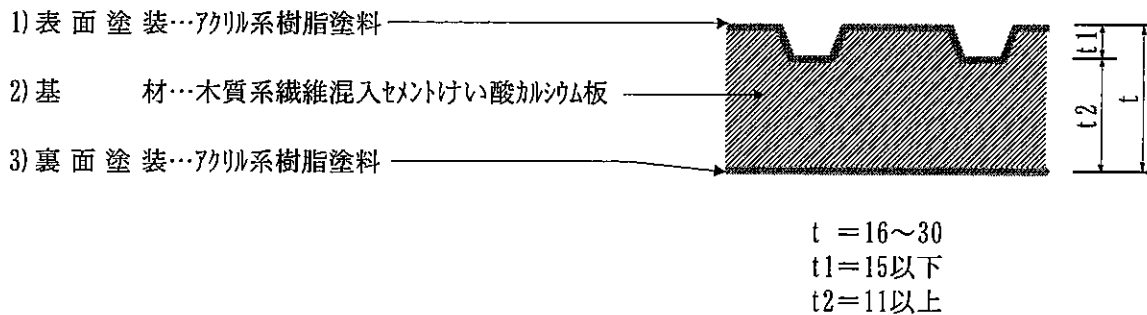 1) 表面塗装…アクリル系樹脂塗料
2) 基材…木質系繊維混入セメントけい酸カルシウム板
3) 裏面塗装…アクリル系樹脂塗料
t1
t2
t
t =16～30
t1=15以下
t2=11以上